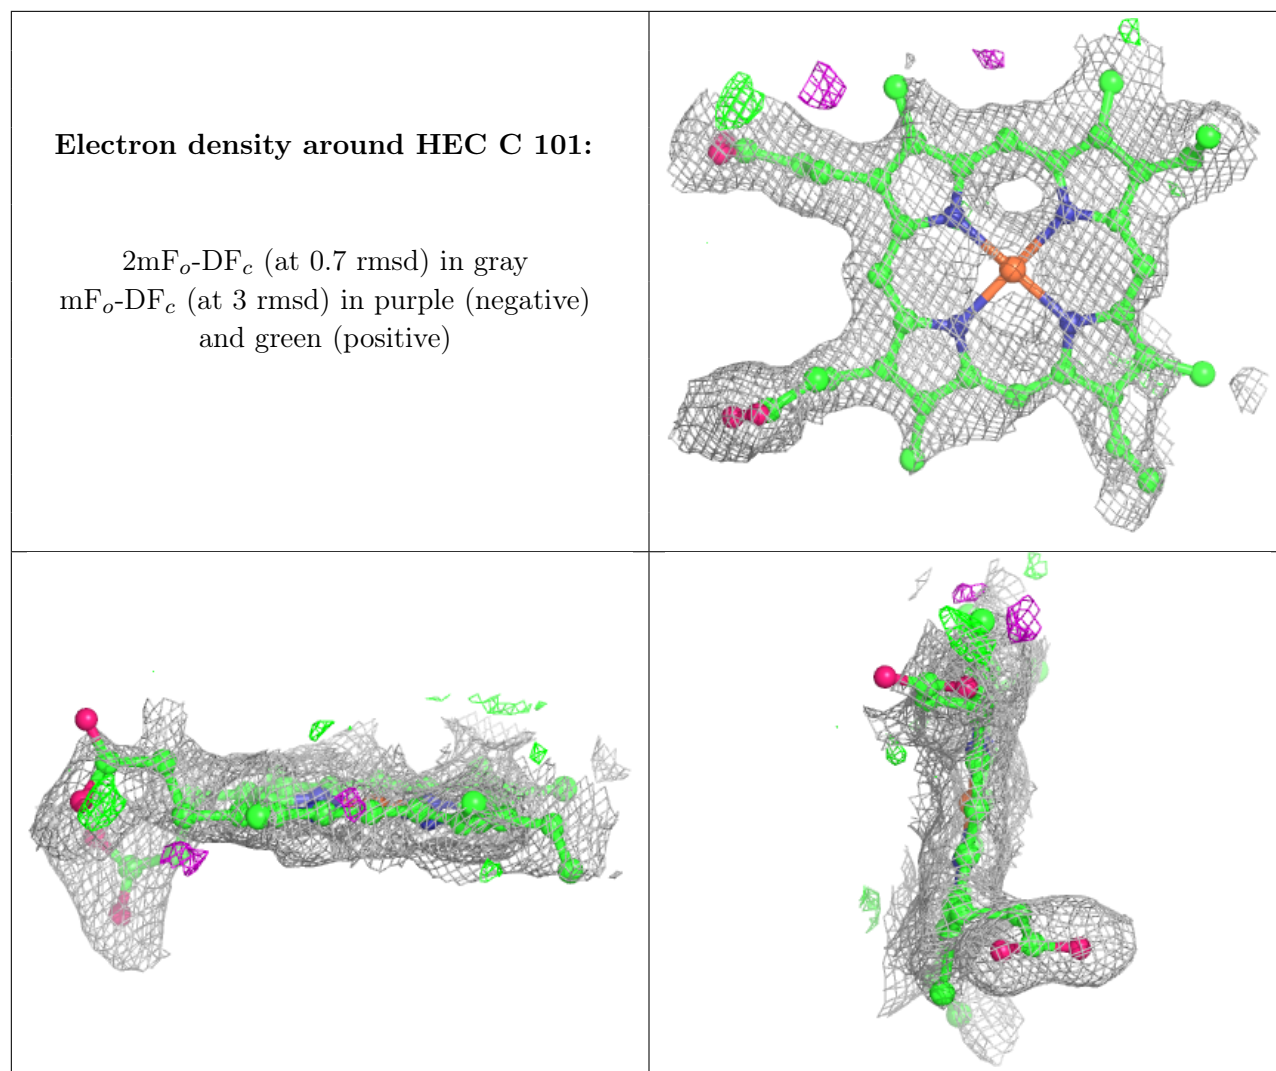 Electron density around HEC C 101:
2mFo-DFc (at 0.7 rmsd) in gray
mFo-DFc (at 3 rmsd) in purple (negative)
and green (positive)